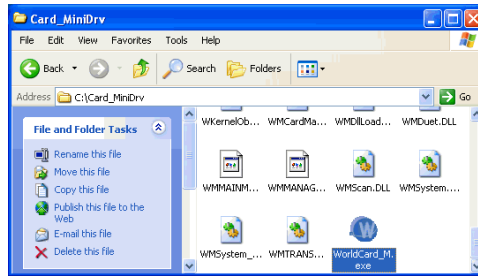 Card_MiniDrv
File Edit View Favorites Tools Help
Back Search Folders
Address C:\Card_MiniDrv Go
File and Folder Tasks
Rename this file
Move this file
Copy this file
Publish this file to the
Web
E-mail this file
Delete this file
WKernelOb... WMCardMa... WMDllLoad... WMDuet.DLL
WMMAINM... WMMANAG... WMScan.DLL WMSystem....
WMSystem_... WMTRANS... WorldCard_M.
exe